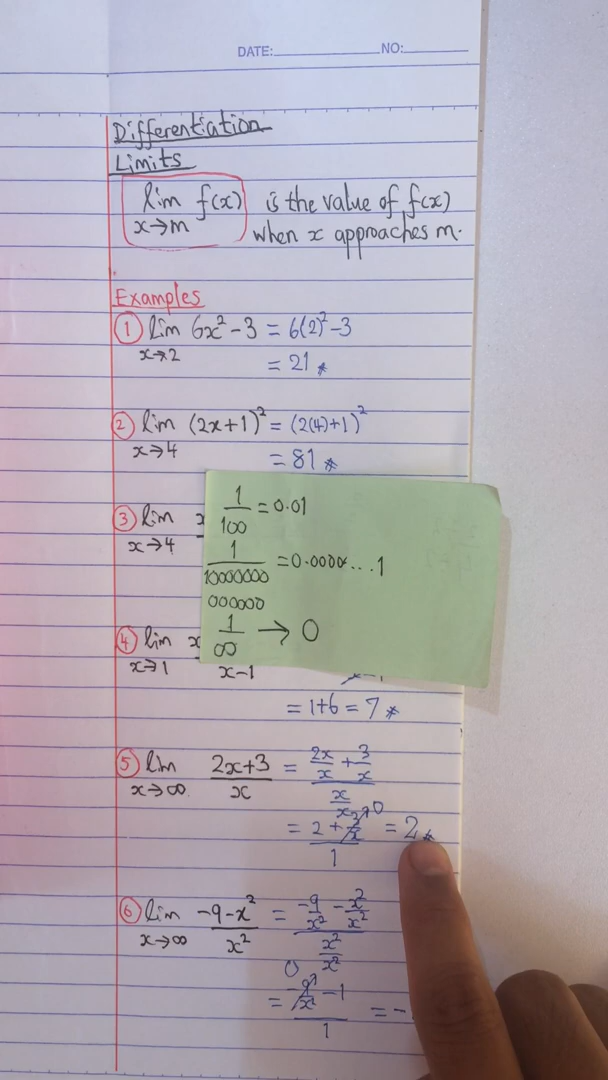 DATE: NO:
Differentiation
Limits
lim f(x) is the value of f(x)
x→m when x approaches m.
Examples
① lim 6x²-3 = 6(2)²-3
x→2
= 21
② lim (2x+1)² = (2(4)+1)²
x→4
= 81
③ lim
x→4
1/100 = 0.01
1/10000000000000 = 0.0000...1
1/∞ → 0
④ lim
x→1 x-1
= 1+6 = 7
⑤ lim (2x+3)/x = (2x/x + 3/x)/(x/x)
x→∞
= (2 + 3/x)/1 = 2
0
⑥ lim (-9-x²)/x² = (-9/x² - x²/x²)/(x²/x²)
x→∞
0
= (-9/x² - 1)/1 = -